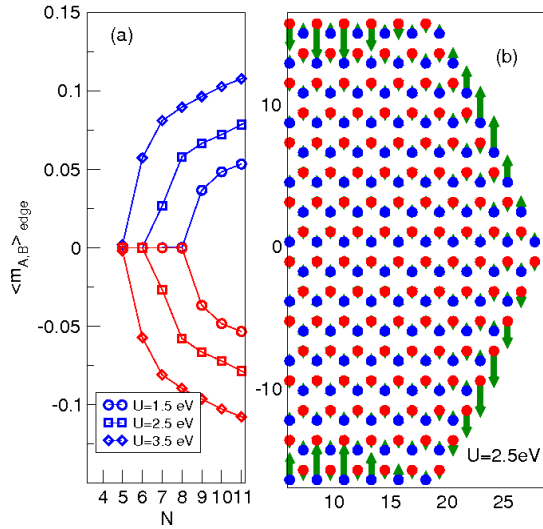 (a)
<m_{A,B}>_{edge}
0.15
0.1
0.05
0
-0.05
-0.1
U=1.5 eV
U=2.5 eV
U=3.5 eV
4 5 6 7 8 9 10 11
N
(b)
10
0
-10
U=2.5eV
10 15 20 25